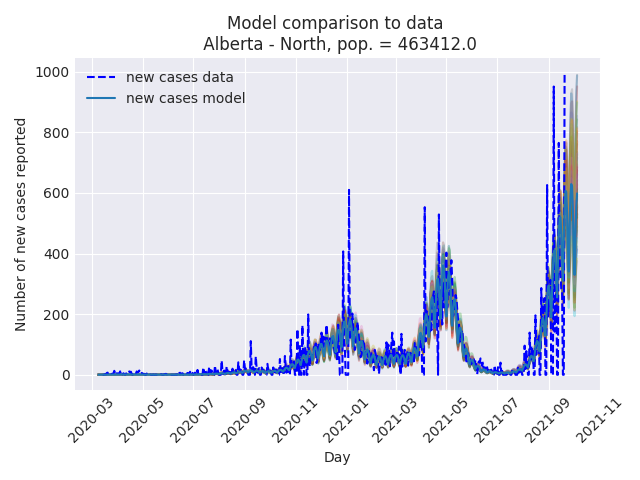 Model comparison to data
Alberta - North, pop. = 463412.0
new cases data
new cases model
Number of new cases reported
1000
800
600
400
200
0
2020-03
2020-05
2020-07
2020-09
2020-11
2021-01
2021-03
2021-05
2021-07
2021-09
2021-11
Day